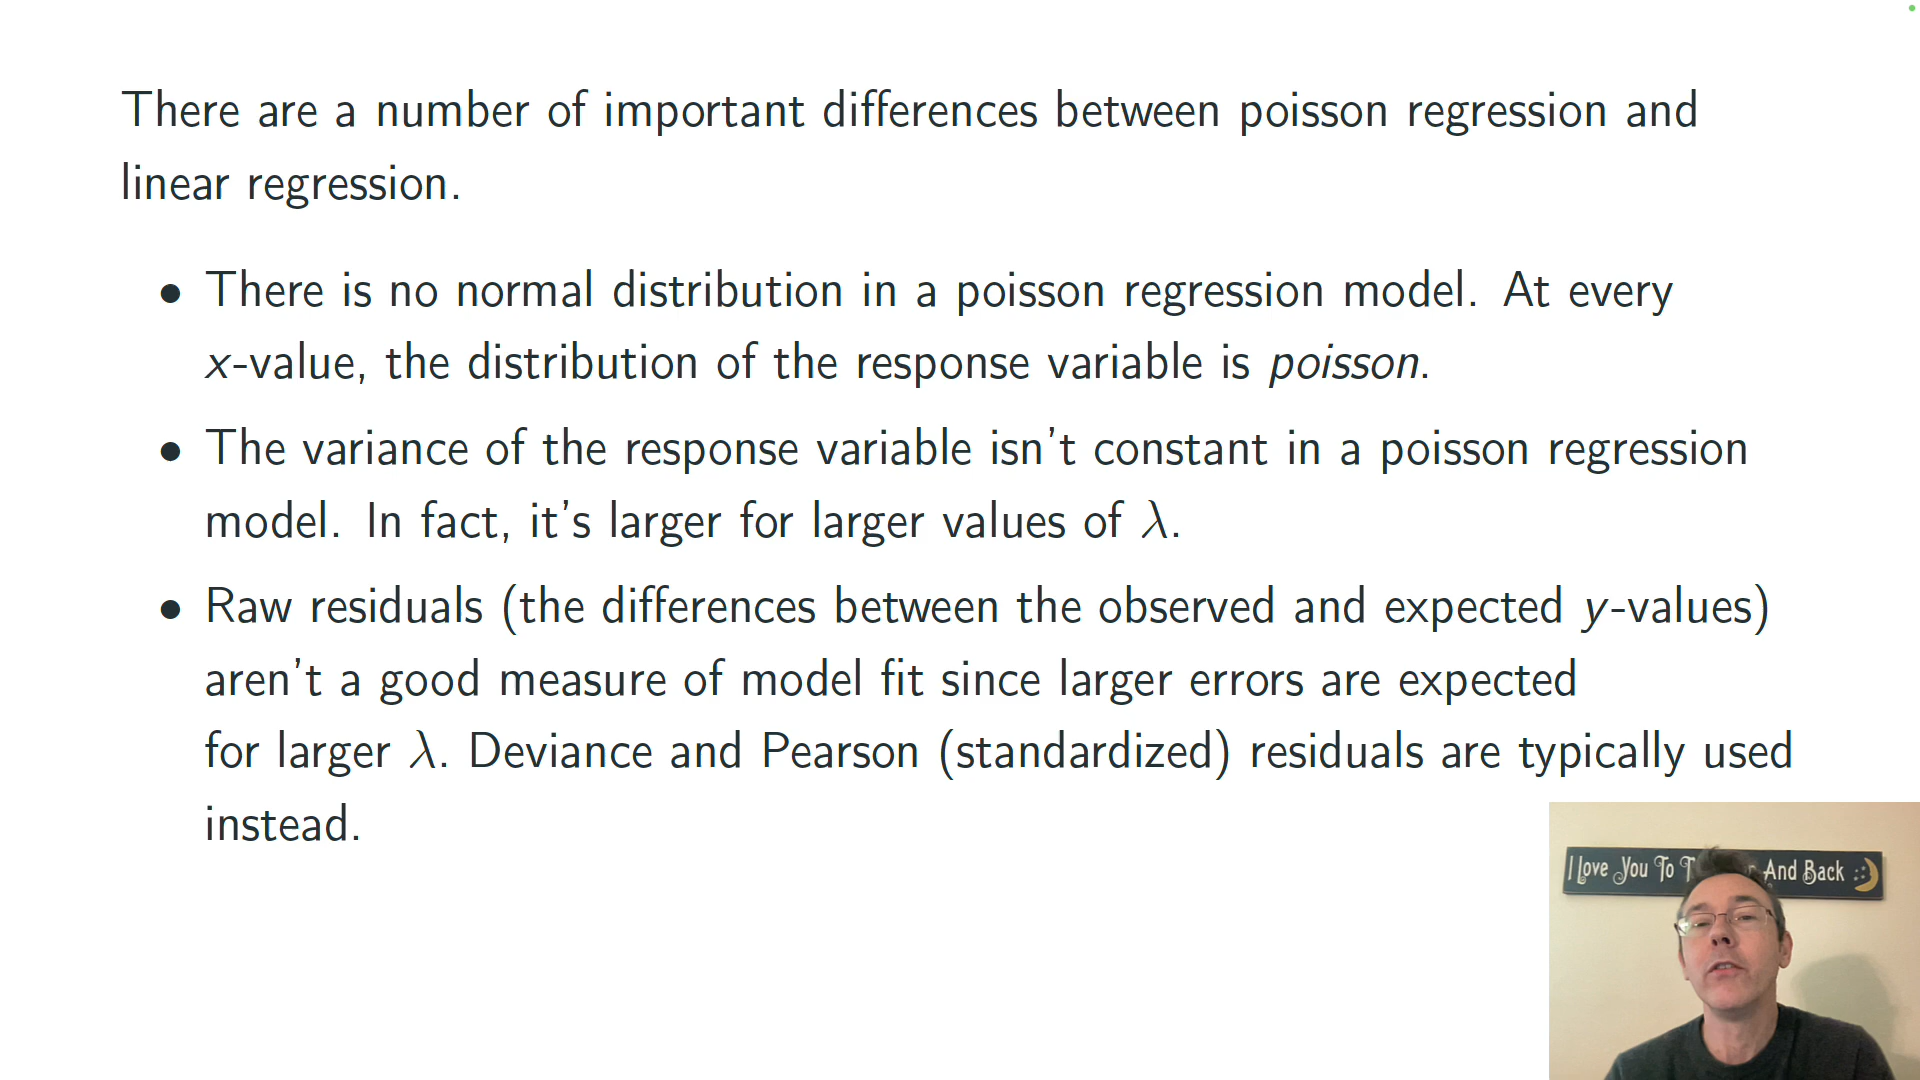 There are a number of important differences between poisson regression and
linear regression.
• There is no normal distribution in a poisson regression model. At every
x-value, the distribution of the response variable is poisson.
• The variance of the response variable isn't constant in a poisson regression
model. In fact, it's larger for larger values of λ.
• Raw residuals (the differences between the observed and expected y-values)
aren't a good measure of model fit since larger errors are expected
for larger λ. Deviance and Pearson (standardized) residuals are typically used
instead.
I Love You To And Back